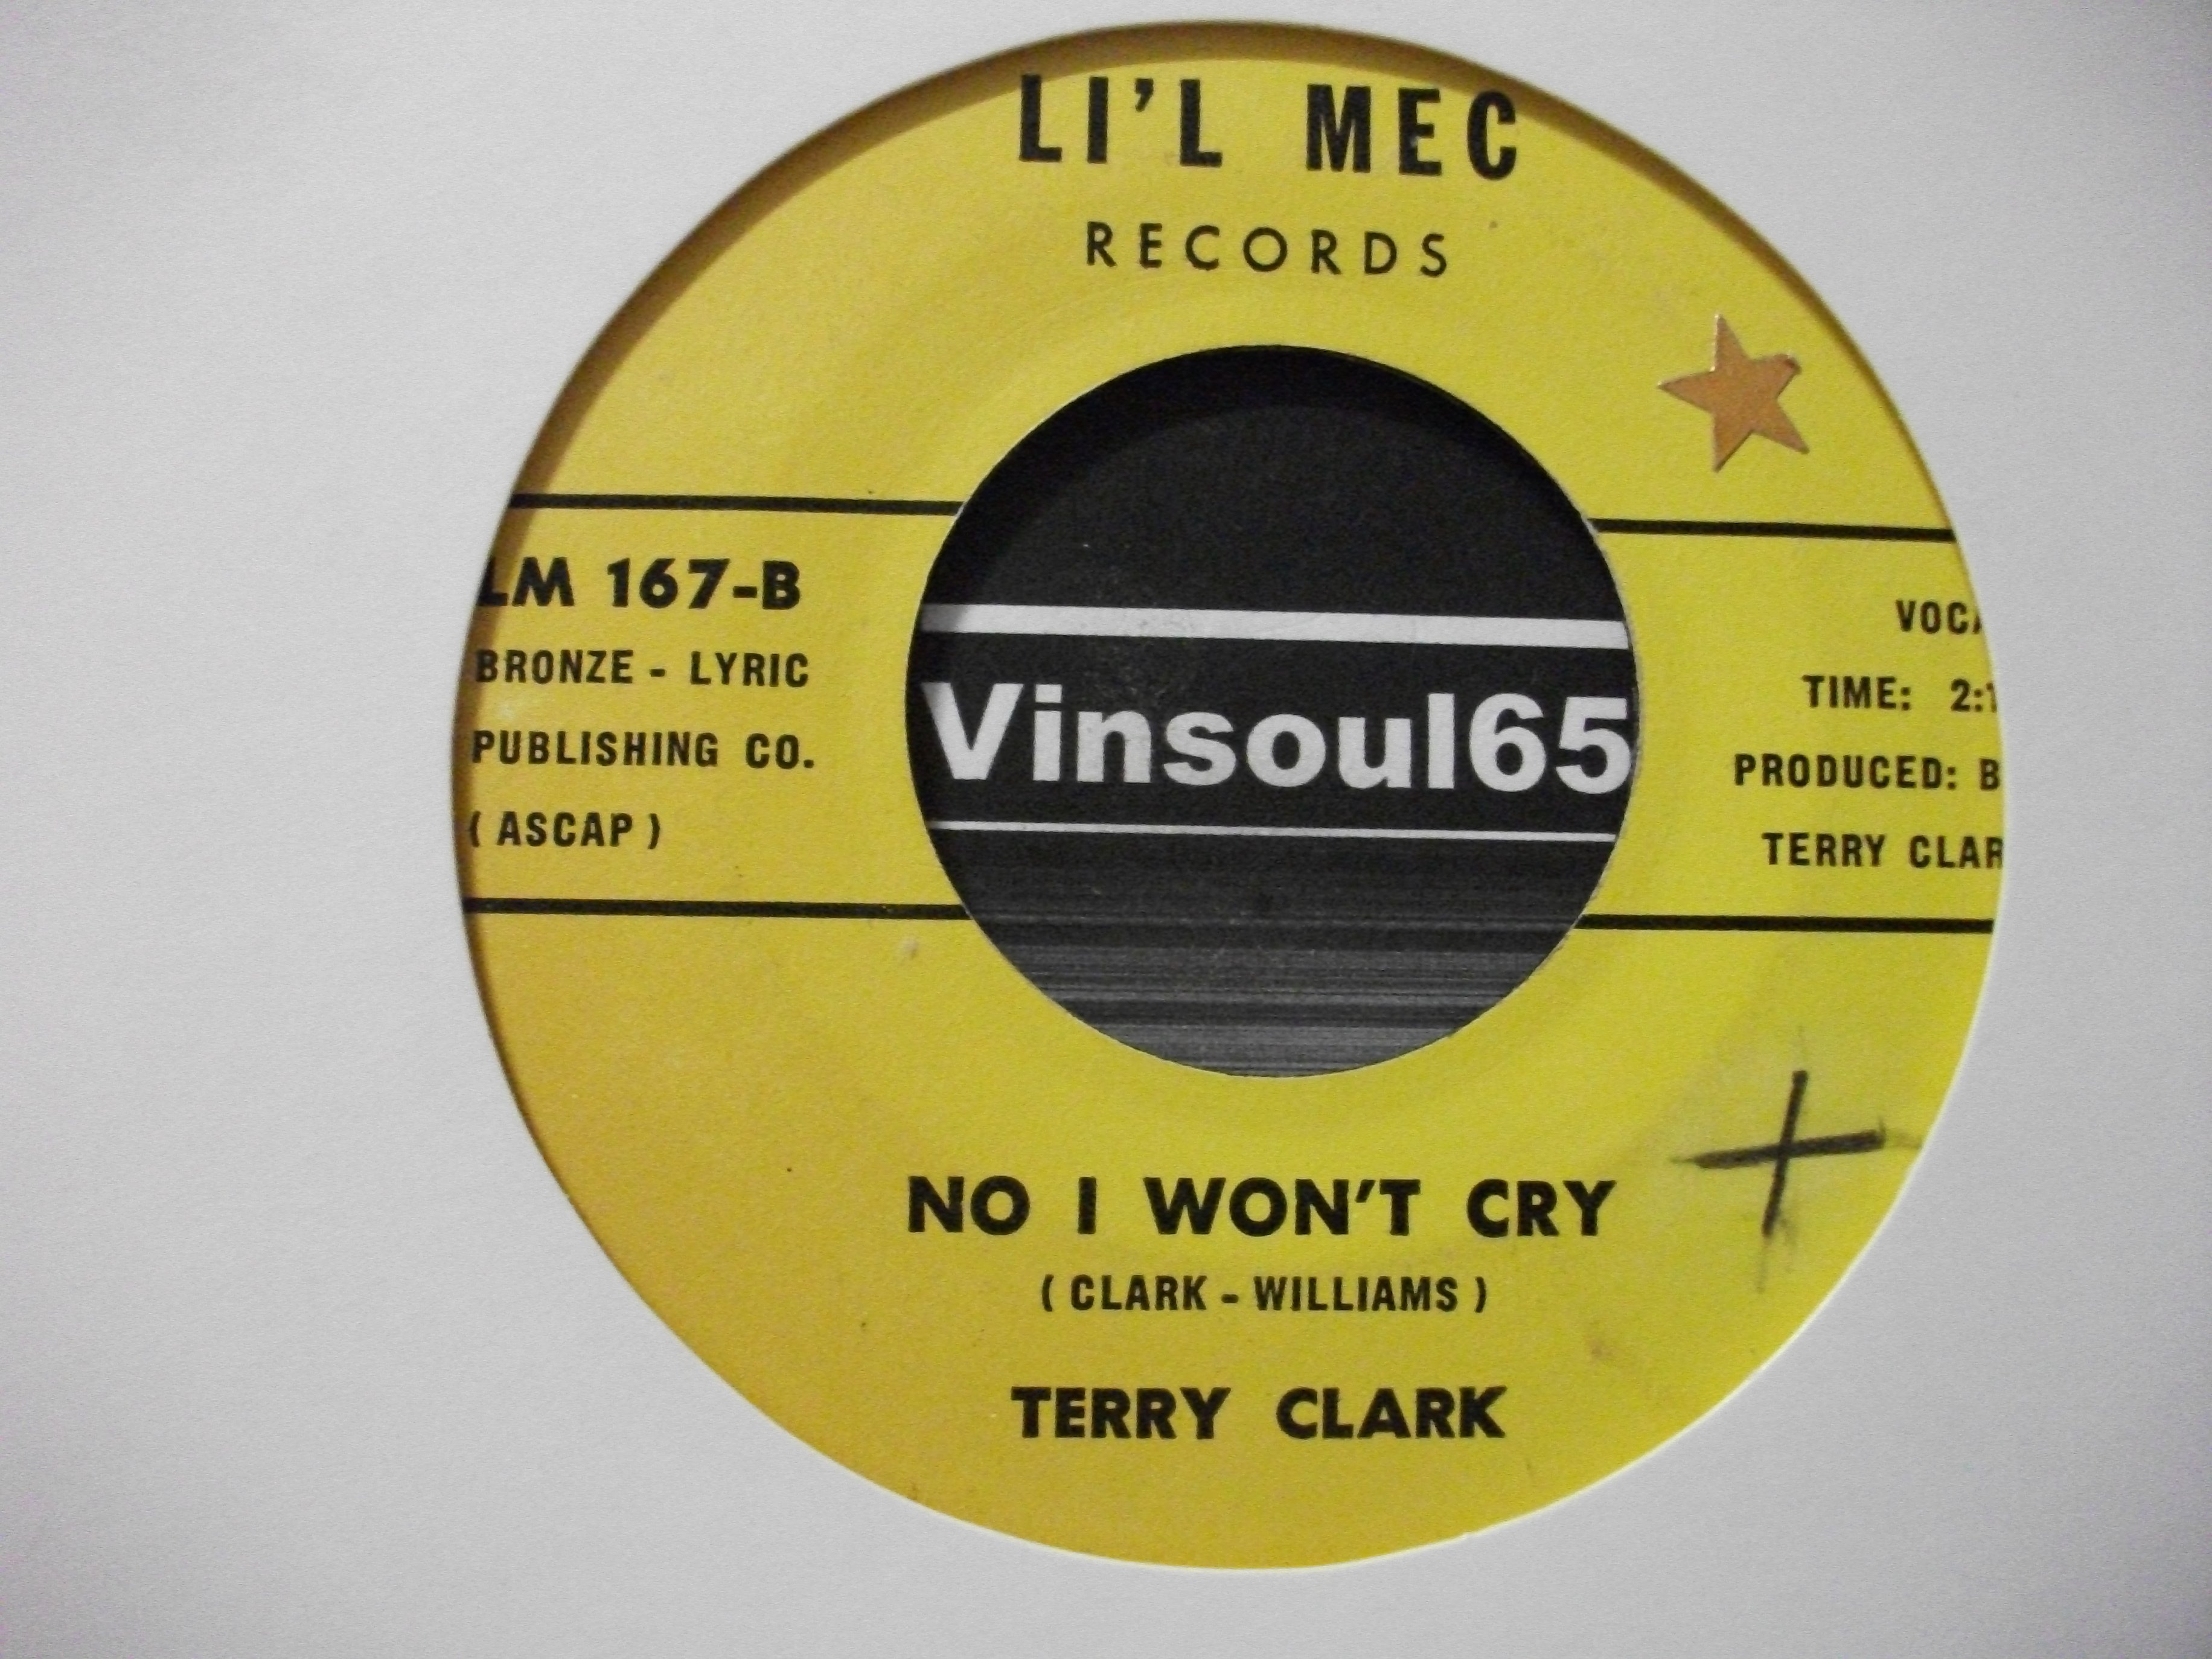 LI'L MEC
RECORDS
LM 167-B
BRONZE - LYRIC
PUBLISHING CO.
( ASCAP )
TIME:
PRODUCED:
TERRY
Vinsoul65
NO I WON'T CRY
( CLARK - WILLIAMS )
TERRY CLARK